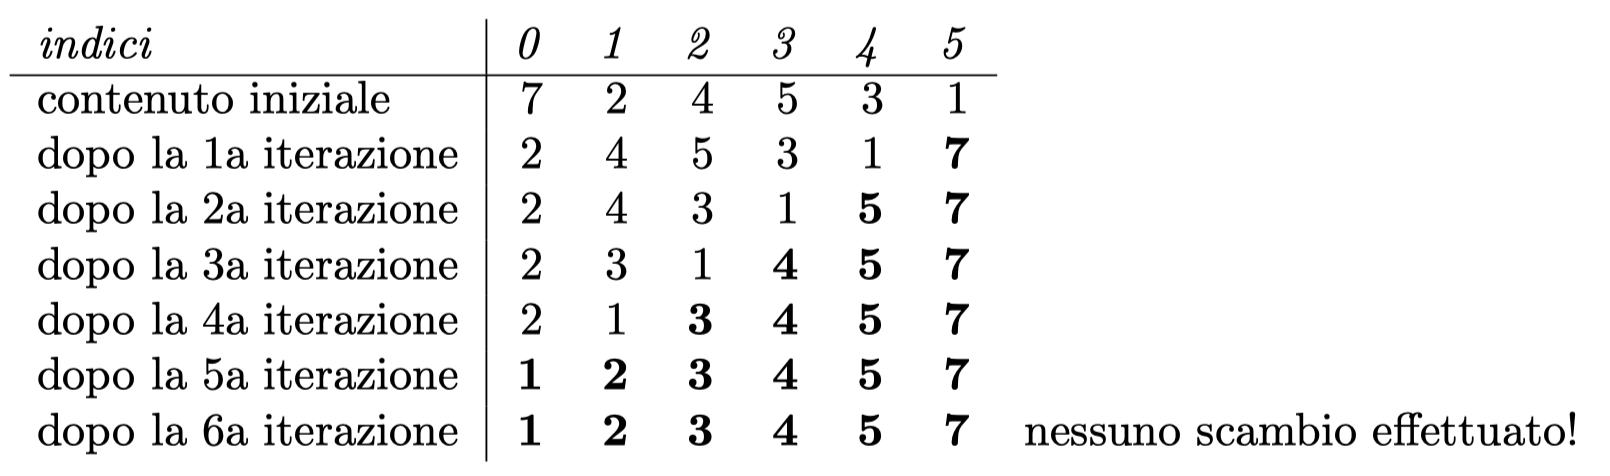 indici 0 1 2 3 4 5
contenuto iniziale 7 2 4 5 3 1
dopo la 1a iterazione 2 4 5 3 1 7
dopo la 2a iterazione 2 4 3 1 5 7
dopo la 3a iterazione 2 3 1 4 5 7
dopo la 4a iterazione 2 1 3 4 5 7
dopo la 5a iterazione 1 2 3 4 5 7
dopo la 6a iterazione 1 2 3 4 5 7 nessuno scambio effettuato!